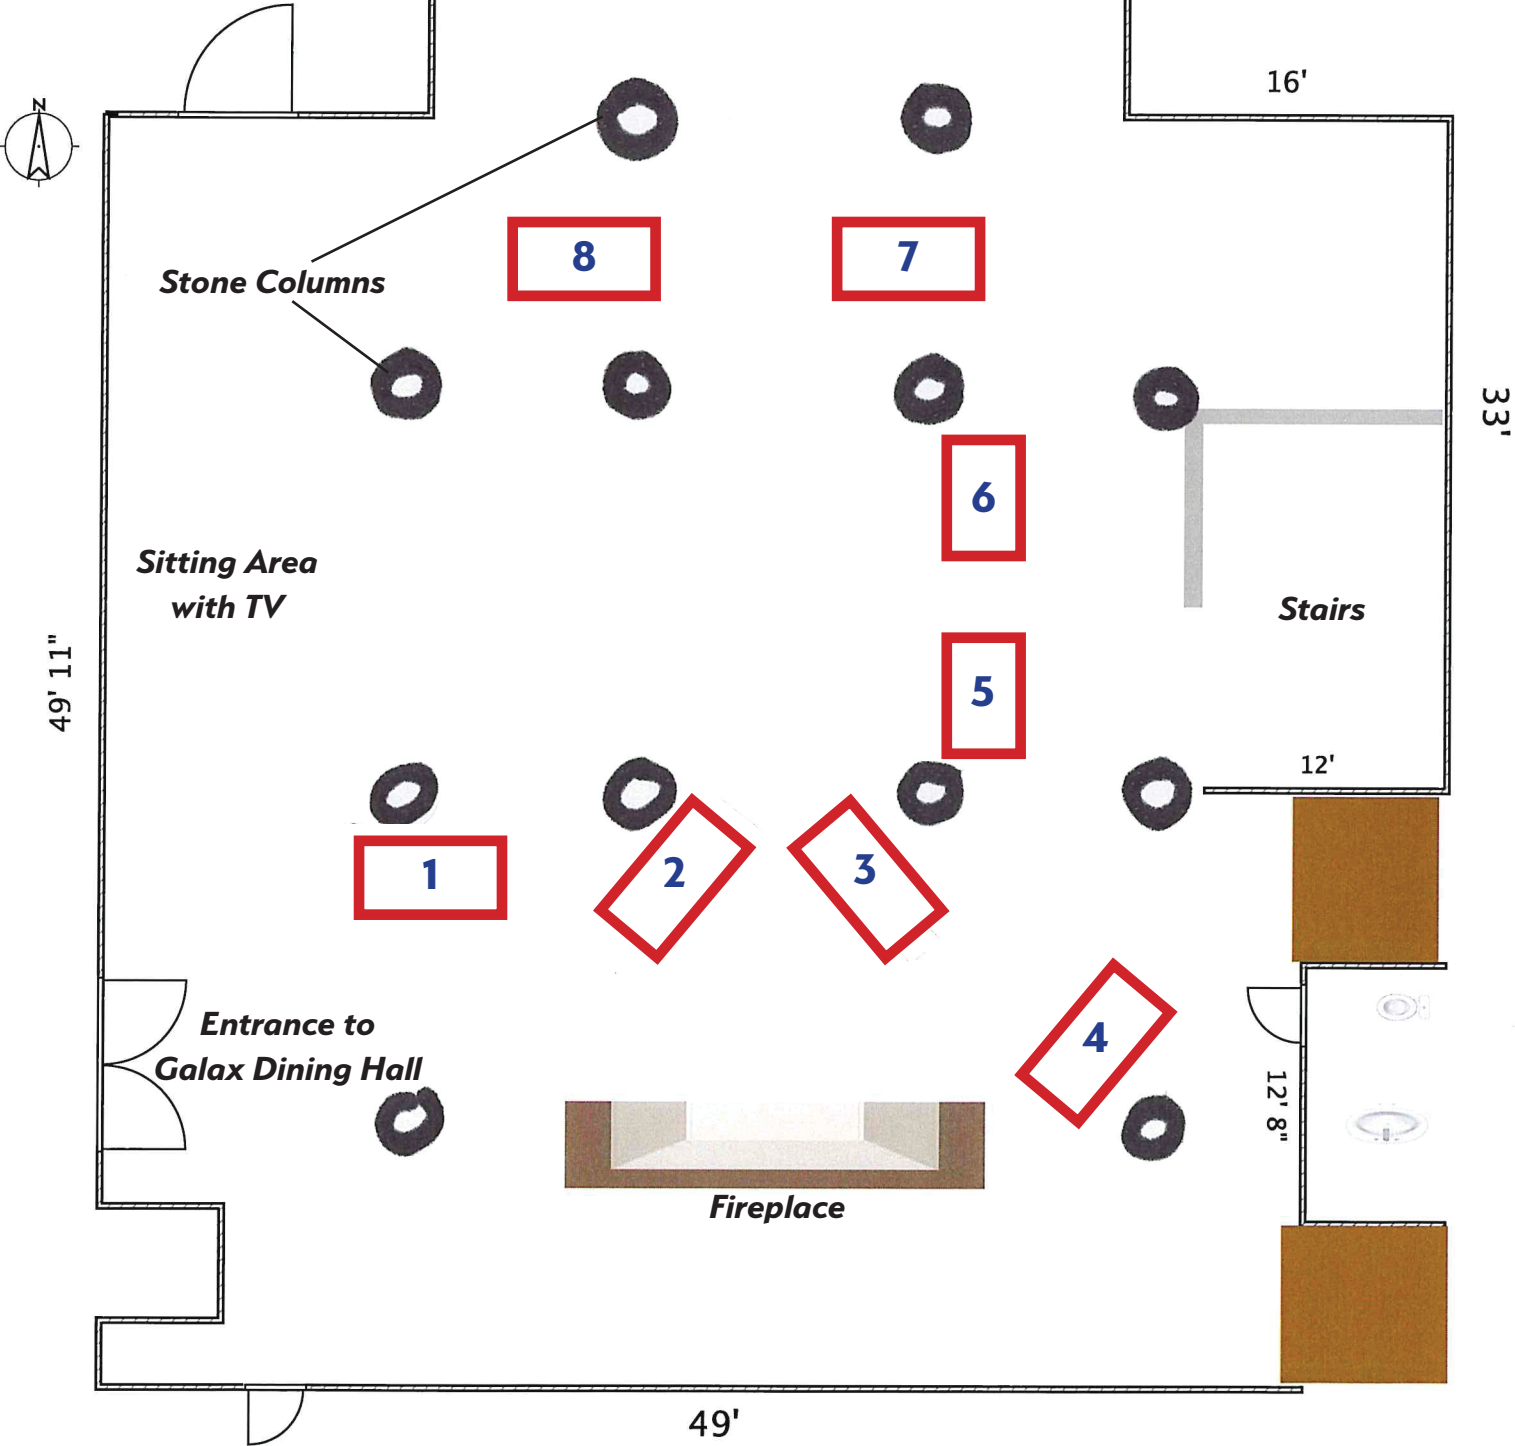 16'
N
8
7
Stone Columns
33'
6
Sitting Area
with TV
Stairs
49' 11"
5
12'
1
2
3
Entrance to
Galax Dining Hall
4
12' 8"
Fireplace
49'